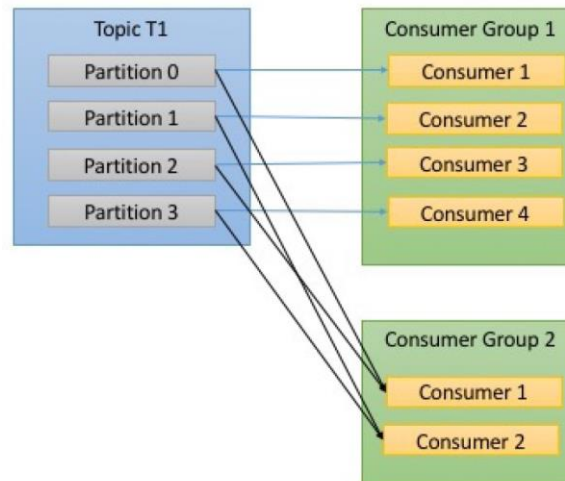 Topic T1
Partition 0
Partition 1
Partition 2
Partition 3
Consumer Group 1
Consumer 1
Consumer 2
Consumer 3
Consumer 4
Consumer Group 2
Consumer 1
Consumer 2